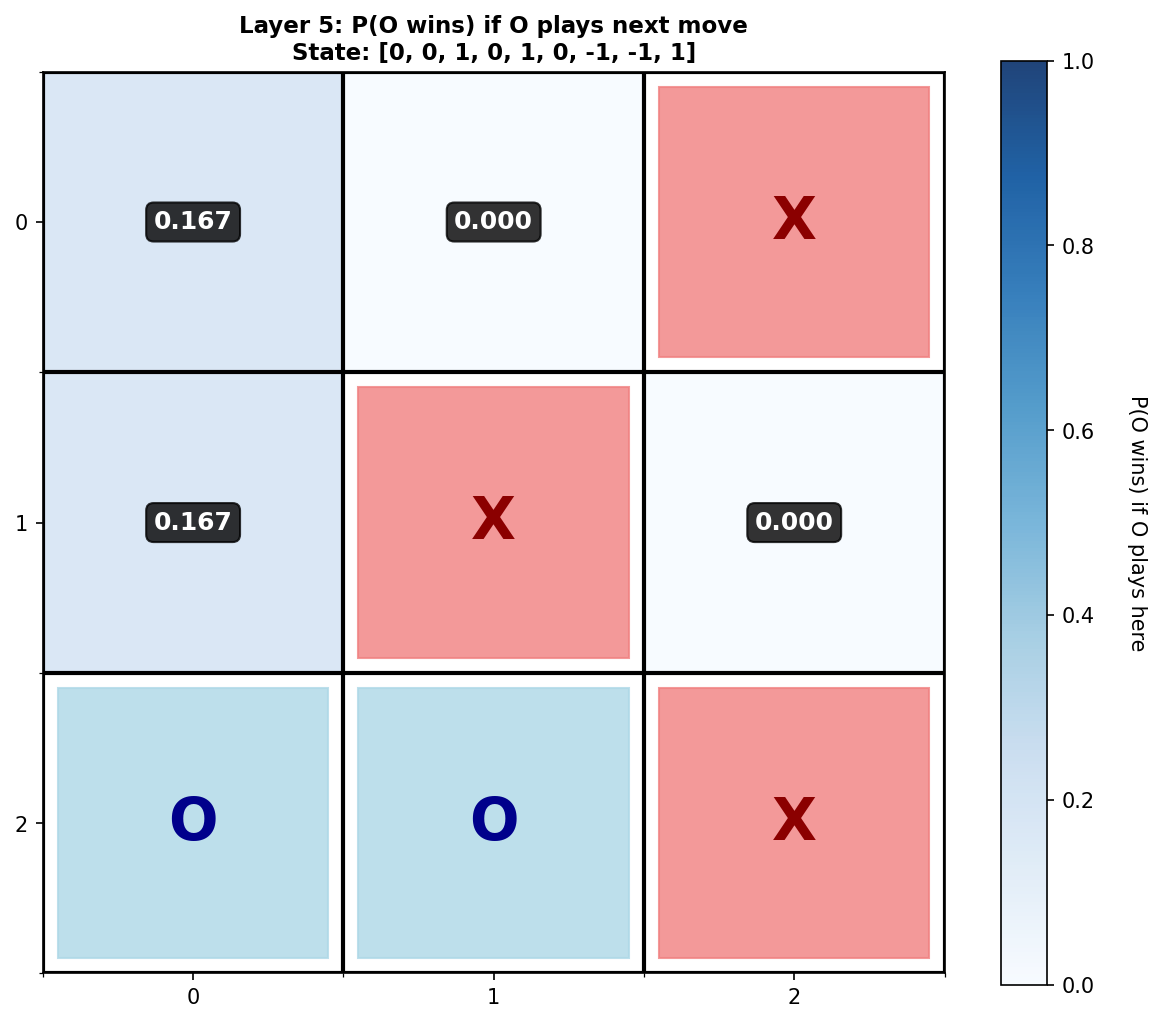 Layer 5: P(O wins) if O plays next move
State: [0, 0, 1, 0, 1, 0, -1, -1, 1]
0
0.167
0.000
X
1
0.167
X
0.000
2
O
O
X
0
1
2
1.0
0.8
0.6
0.4
0.2
0.0
P(O wins) if O plays here